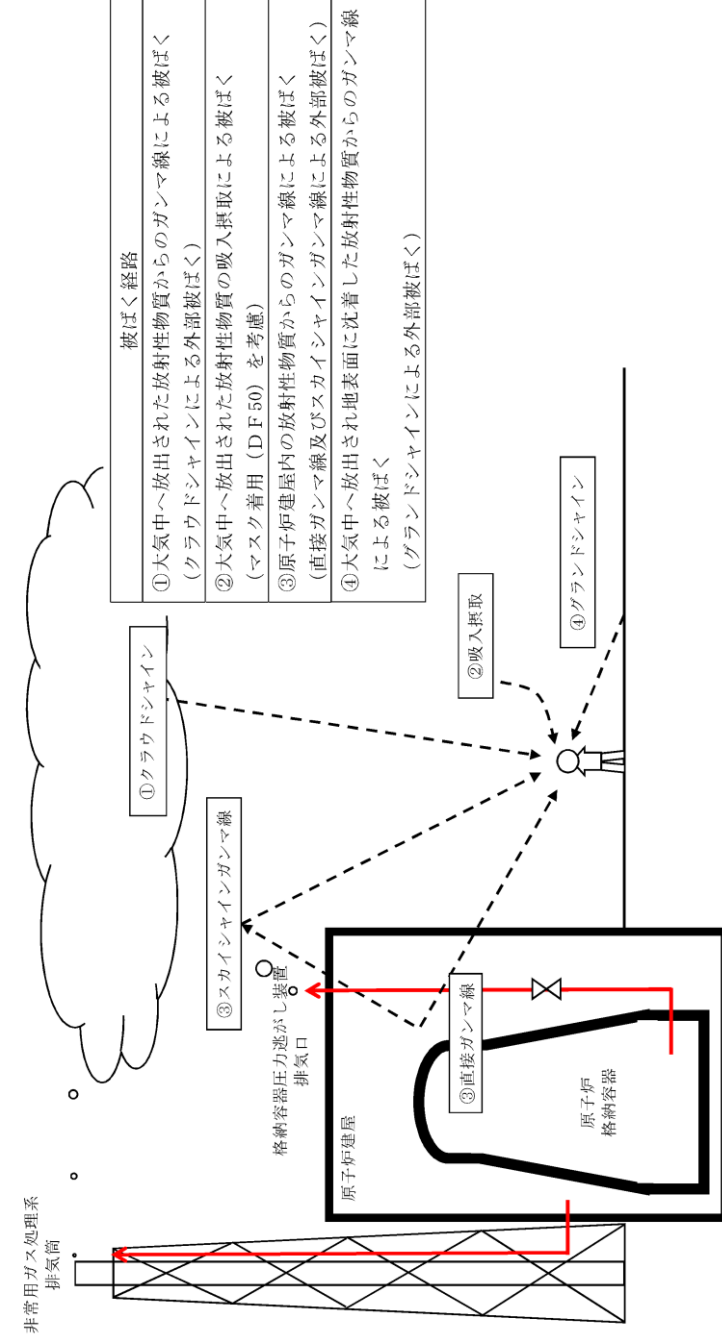 非常用ガス処理系
排気筒
①クラウドシャイン
③スカイシャインガンマ線
格納容器圧力逃がし装置
排気口
②吸入摂取
④グランドシャイン
原子炉建屋
③直接ガンマ線
原子炉
格納容器
被ばく経路
①大気中へ放出された放射性物質からのガンマ線による被ばく
(クラウドシャインによる外部被ばく)
②大気中へ放出された放射性物質の吸入摂取による被ばく
(マスク着用(DF50)を考慮)
③原子炉建屋内の放射性物質からのガンマ線による被ばく
(直接ガンマ線及びスカイシャインガンマ線による外部被ばく)
④大気中へ放出され地表面に沈着した放射性物質からのガンマ線
による被ばく
(グランドシャインによる外部被ばく)